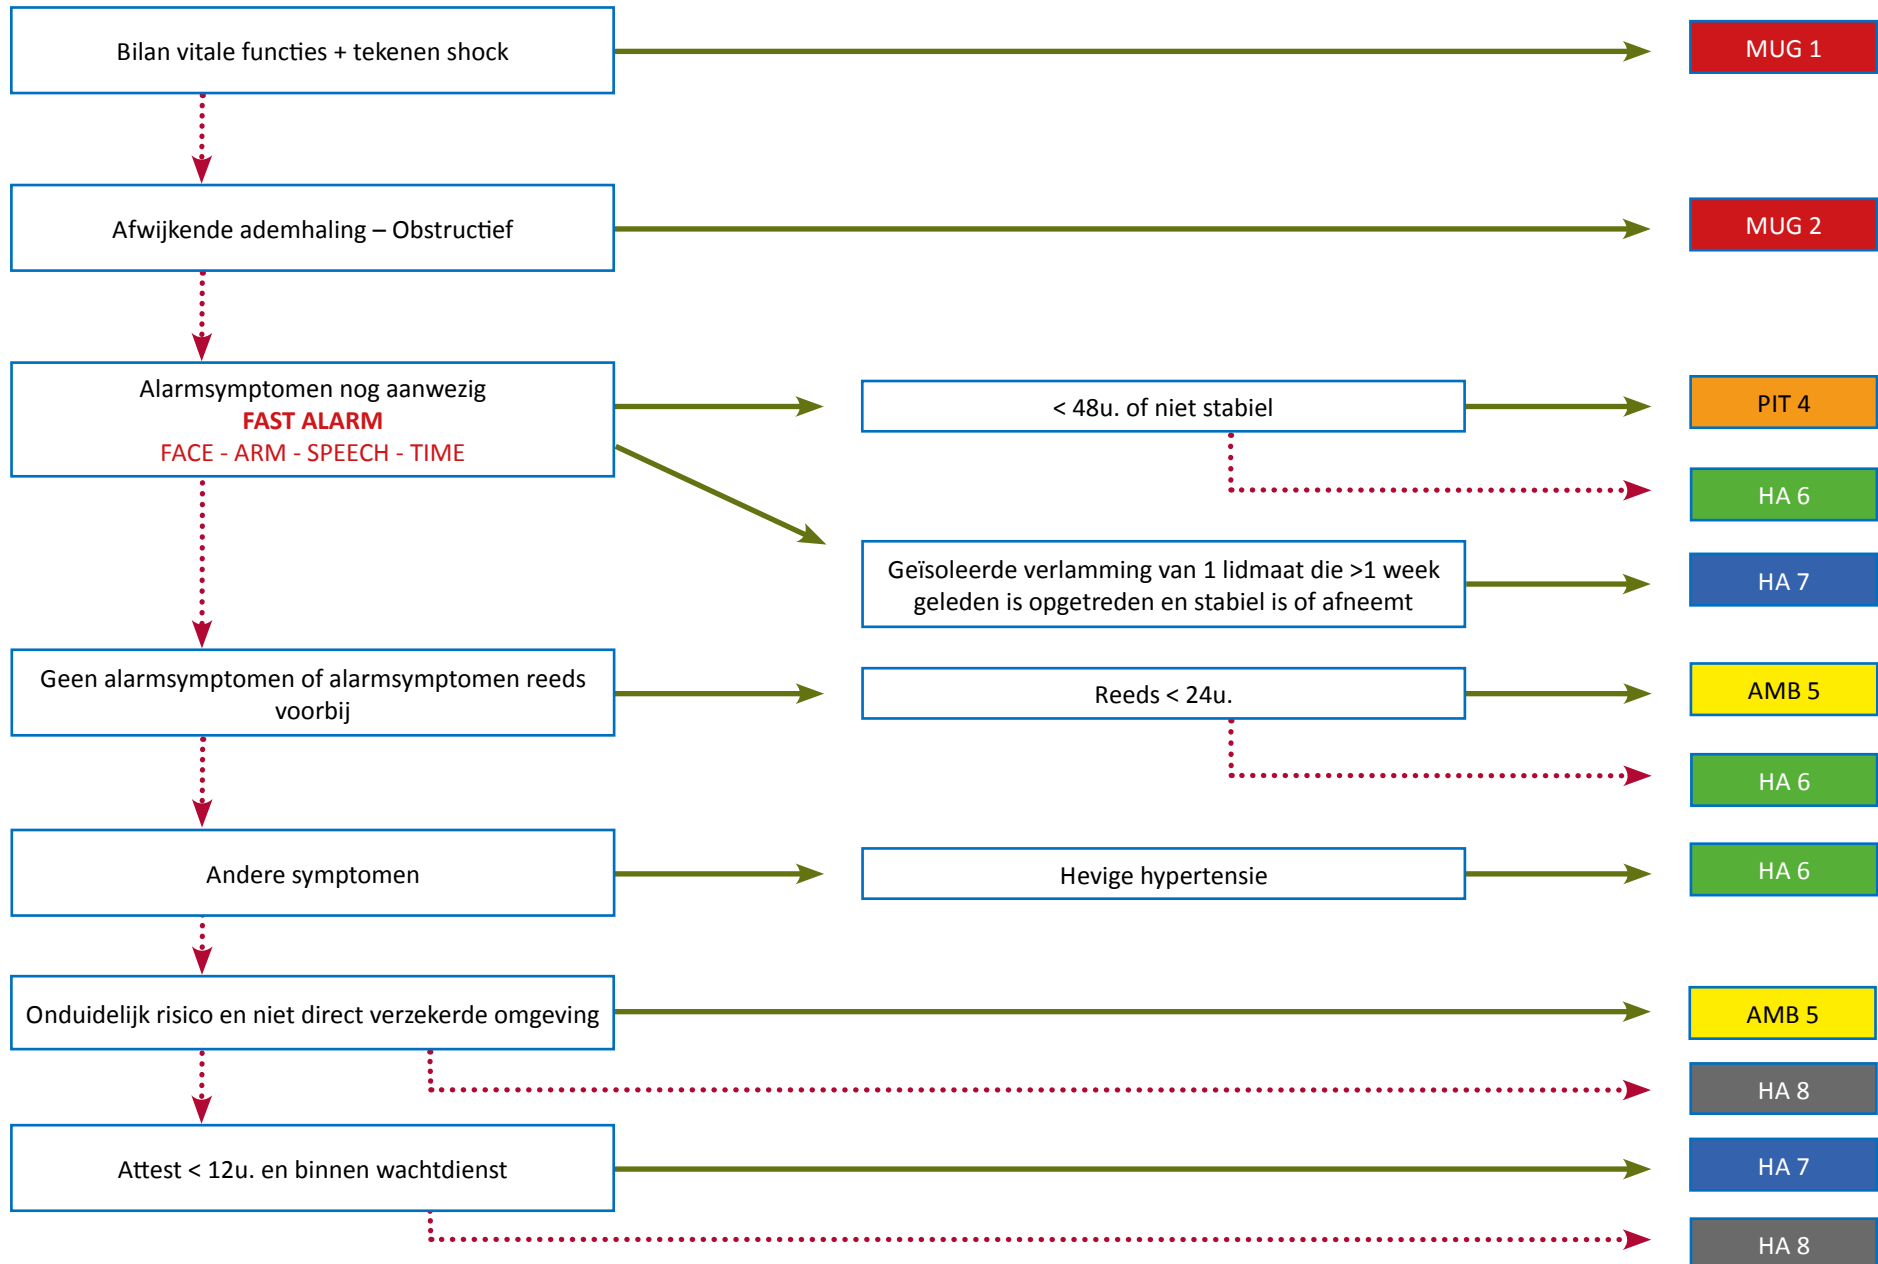 Bilan vitale functies + tekenen shock
MUG 1
Afwijkende ademhaling – Obstructief
MUG 2
Alarmsymptomen nog aanwezig
FAST ALARM
FACE - ARM - SPEECH - TIME
< 48u. of niet stabiel
PIT 4
HA 6
Geïsoleerde verlamming van 1 lidmaat die >1 week
geleden is opgetreden en stabiel is of afneemt
HA 7
Geen alarmsymptomen of alarmsymptomen reeds
voorbij
Reeds < 24u.
AMB 5
HA 6
Andere symptomen
Hevige hypertensie
HA 6
Onduidelijk risico en niet direct verzekerde omgeving
AMB 5
HA 8
Attest < 12u. en binnen wachtdienst
HA 7
HA 8